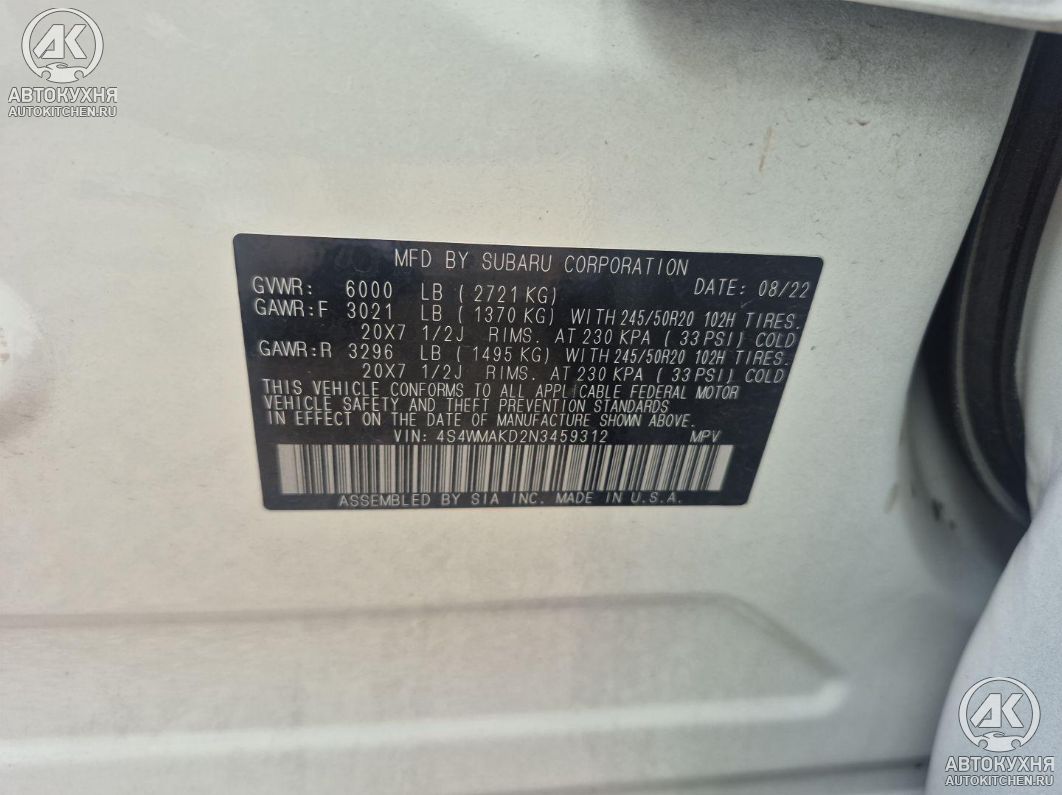 AK
АВТОКУХНЯ
AUTOKITCHEN.RU
MFD BY SUBARU CORPORATION
GVWR: 6000 LB ( 2721 KG) DATE: 08/22
GAWR:F 3021 LB ( 1370 KG) WITH 245/50R20 102H TIRES.
20X7 1/2J RIMS. AT 230 KPA ( 33 PSI) COLD
GAWR:R 3296 LB ( 1495 KG) WITH 245/50R20 102H TIRES.
20X7 1/2J RIMS. AT 230 KPA ( 33 PSI) COLD
THIS VEHICLE CONFORMS TO ALL APPLICABLE FEDERAL MOTOR
VEHICLE SAFETY AND THEFT PREVENTION STANDARDS
IN EFFECT ON THE DATE OF MANUFACTURE SHOWN ABOVE.
VIN: 4S4WMAKD2N3459312 MPV
ASSEMBLED BY SIA INC. MADE IN U.S.A.
AK
АВТОКУХНЯ
AUTOKITCHEN.RU